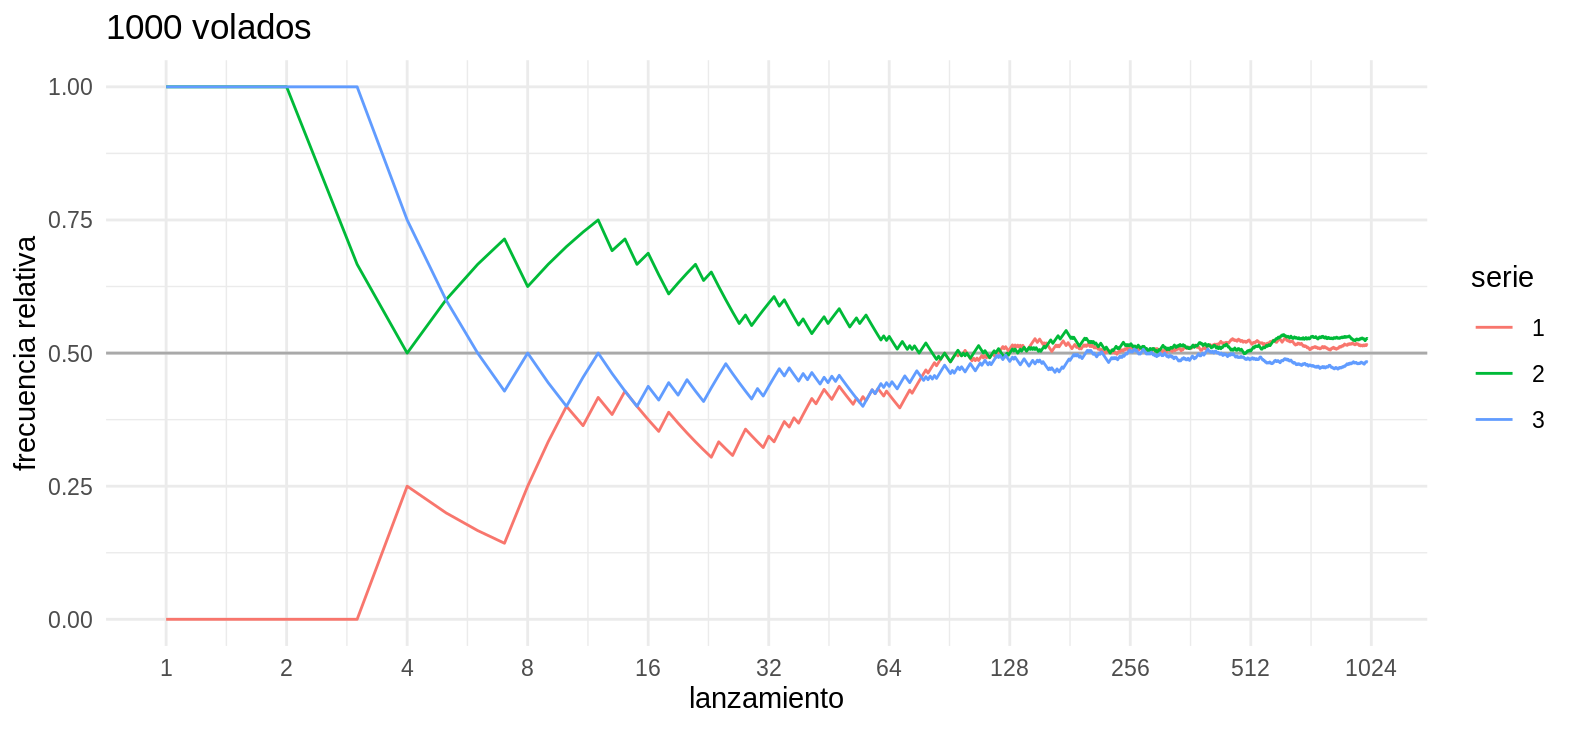 1000 volados
frecuencia relativa
1.00
0.75
0.50
0.25
0.00
1 2 4 8 16 32 64 128 256 512 1024
lanzamiento
serie
1
2
3